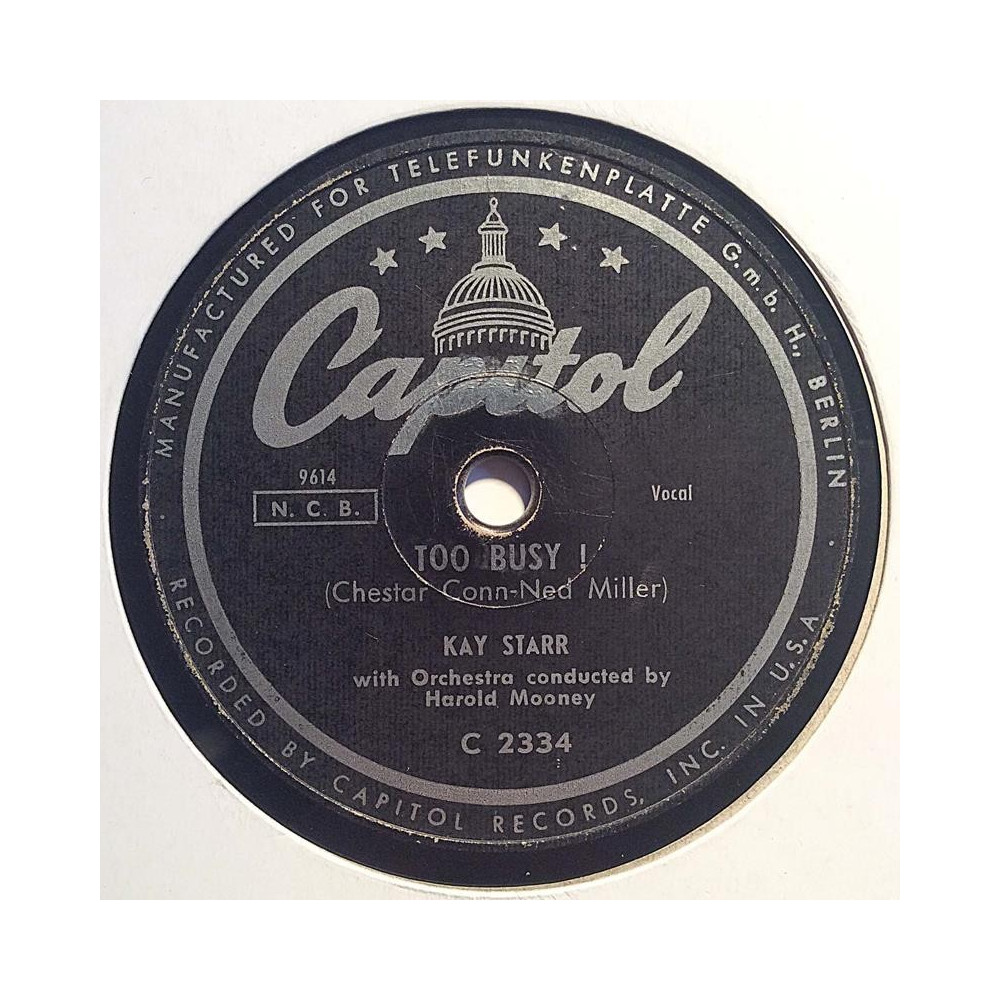 MANUFACTURED FOR TELEFUNKENPLATTE G.m.b.H., BERLIN
Capitol
9614
N. C. B.
Vocal
TOO BUSY !
(Chestar Conn-Ned Miller)
KAY STARR
with Orchestra conducted by
Harold Mooney
C 2334
RECORDED BY CAPITOL RECORDS, INC. IN U.S.A